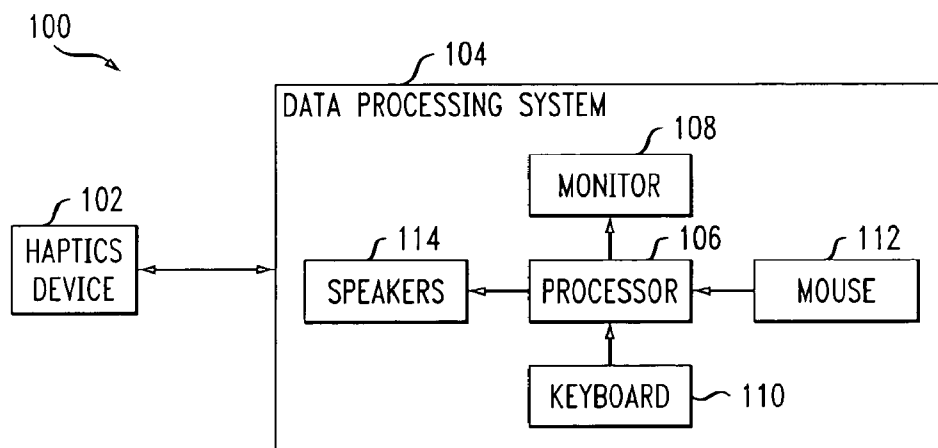 100
104
DATA PROCESSING SYSTEM
108
MONITOR
102
HAPTICS
DEVICE
114
SPEAKERS
106
PROCESSOR
112
MOUSE
KEYBOARD
110